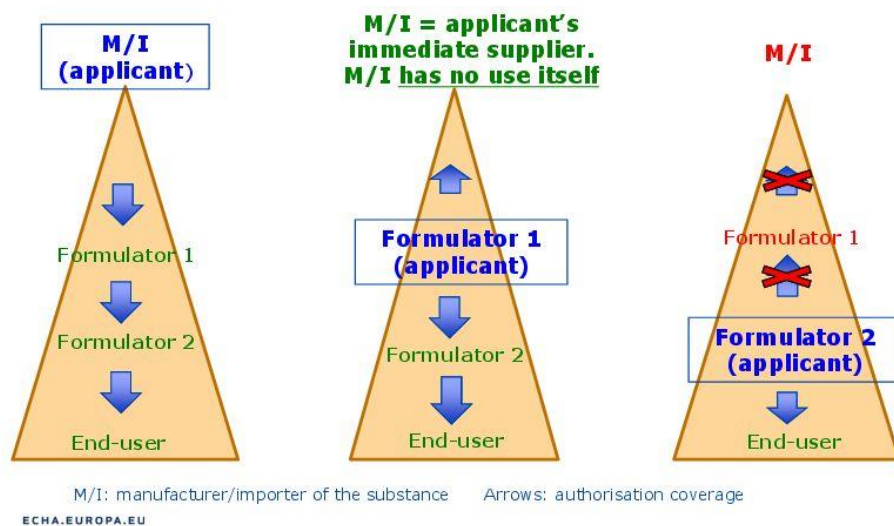 M/I
(applicant)
Formulator 1
Formulator 2
End-user
M/I = applicant's
immediate supplier.
M/I has no use itself
Formulator 1
(applicant)
Formulator 2
End-user
M/I
Formulator 1
Formulator 2
(applicant)
End-user
M/I: manufacturer/importer of the substance Arrows: authorisation coverage
ECHA.EUROPA.EU